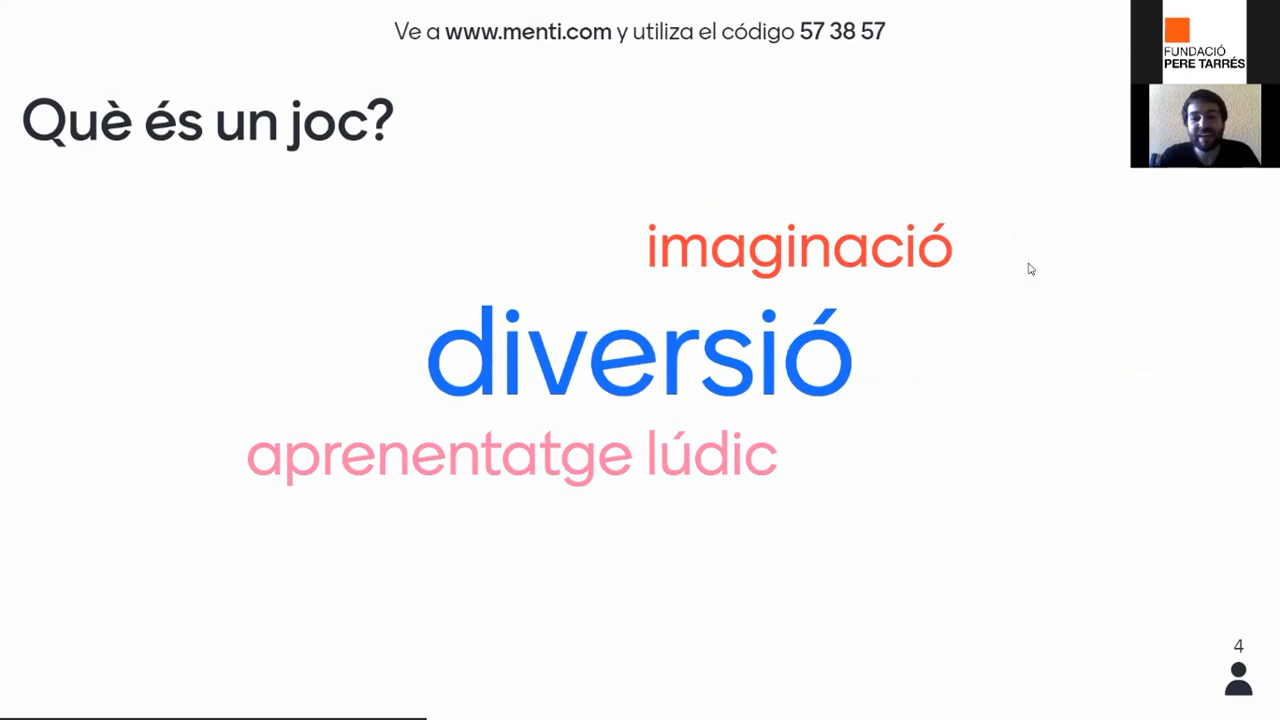 Ve a www.menti.com y utiliza el código 57 38 57
FUNDACIÓ
PERE TARRÉS
Què és un joc?
imaginació
diversió
aprenentatge lúdic
4